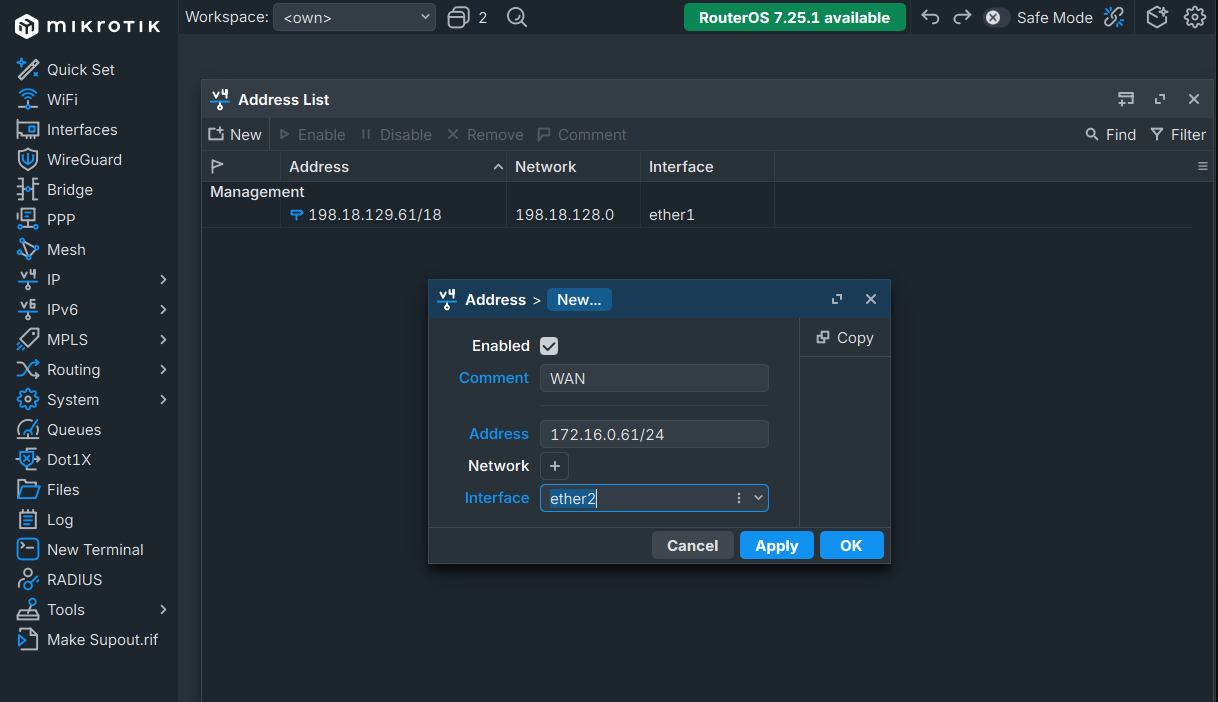 mikrotik
Workspace: <own> 2 RouterOS 7.25.1 available Safe Mode
Quick Set
WiFi
Interfaces
WireGuard
Bridge
PPP
Mesh
v4 IP
v6 IPv6
MPLS
Routing
System
Queues
Dot1X
Files
Log
New Terminal
RADIUS
Tools
Make Supout.rif
v4 Address List
New Enable Disable Remove Comment Find Filter
Address Network Interface
Management
198.18.129.61/18 198.18.128.0 ether1
v4 Address > New...
Enabled
Copy
Comment WAN
Address 172.16.0.61/24
Network +
Interface ether2
Cancel Apply OK